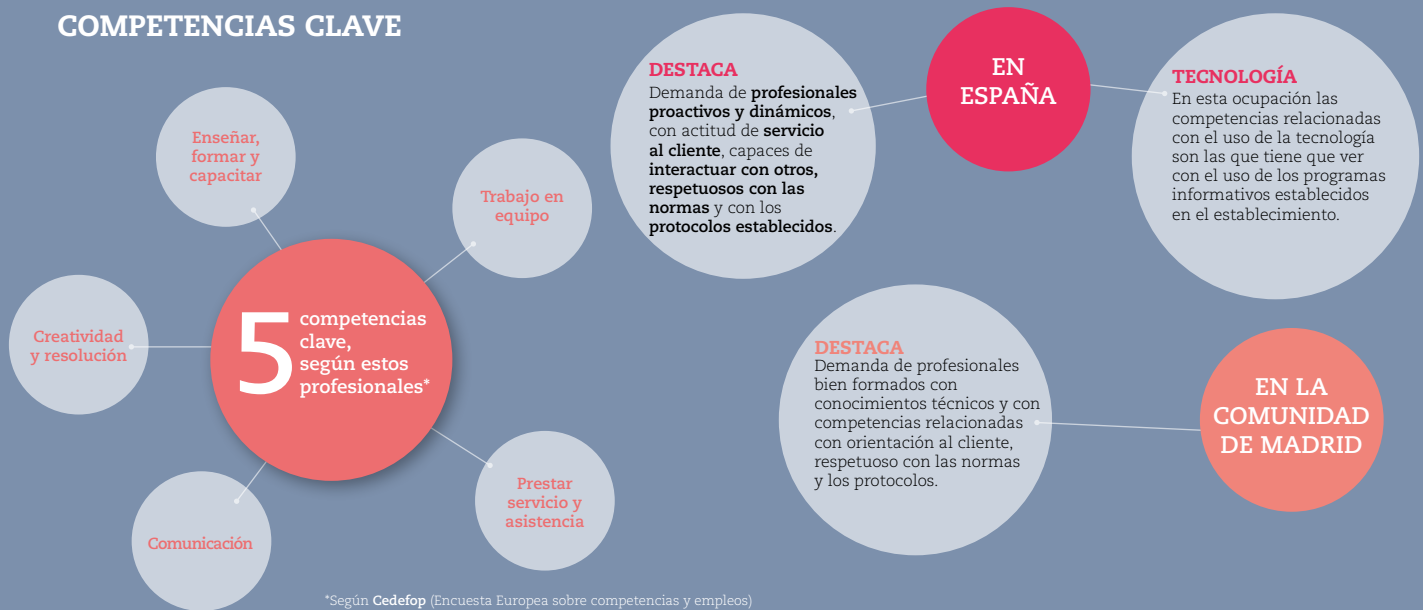 COMPETENCIAS CLAVE
Enseñar,
formar y
capacitar
Trabajo en
equipo
Creatividad
y resolución
5
competencias
clave,
según estos
profesionales*
Comunicación
Prestar
servicio y
asistencia
*Según Cedefop (Encuesta Europea sobre competencias y empleos)
DESTACA
Demanda de profesionales
proactivos y dinámicos,
con actitud de servicio
al cliente, capaces de
interactuar con otros,
respetuosos con las
normas y con los
protocolos establecidos.
EN
ESPAÑA
TECNOLOGÍA
En esta ocupación las
competencias relacionadas
con el uso de la tecnología
son las que tiene que ver
con el uso de los programas
informativos establecidos
en el establecimiento.
DESTACA
Demanda de profesionales
bien formados con
conocimientos técnicos y con
competencias relacionadas
con orientación al cliente,
respetuoso con las normas
y los protocolos.
EN LA
COMUNIDAD
DE MADRID